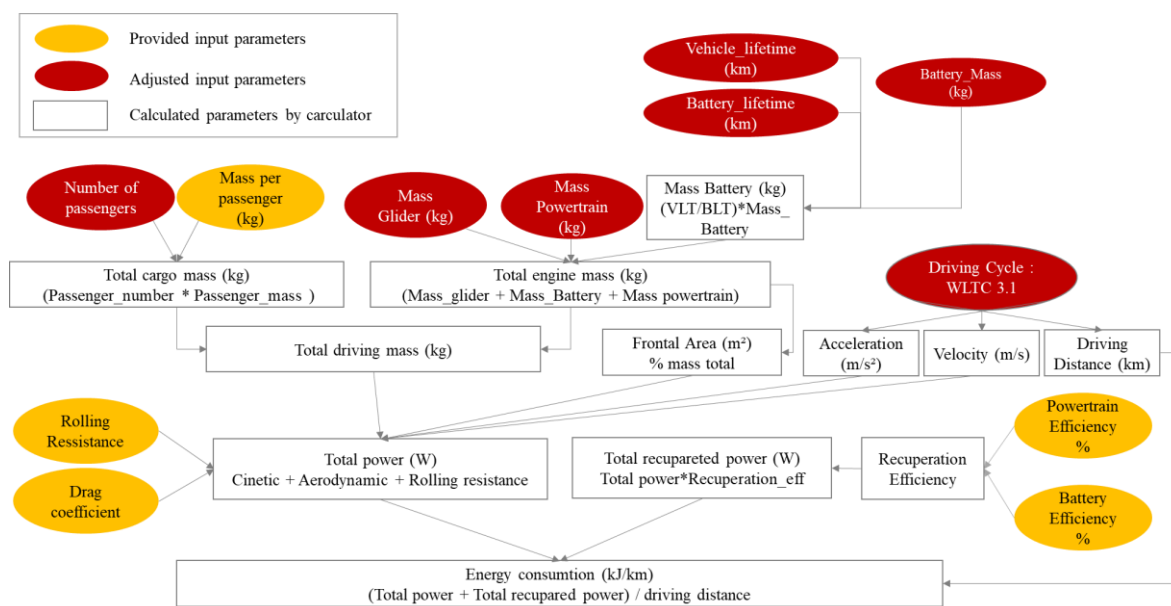 Provided input parameters
Adjusted input parameters
Calculated parameters by carculator
Vehicle_lifetime
(km)
Battery_lifetime
(km)
Battery_Mass
(kg)
Number of
passengers
Mass per
passenger
(kg)
Mass
Glider (kg)
Mass
Powertrain
(kg)
Mass Battery (kg)
(VLT/BLT)*Mass_
Battery
Total cargo mass (kg)
(Passenger_number * Passenger_mass )
Total engine mass (kg)
(Mass_glider + Mass_Battery + Mass powertrain)
Driving Cycle :
WLTC 3.1
Total driving mass (kg)
Frontal Area (m²)
% mass total
Acceleration
(m/s²)
Velocity (m/s)
Driving
Distance (km)
Rolling
Ressistance
Drag
coefficient
Total power (W)
Cinetic + Aerodynamic + Rolling resistance
Total recupareted power (W)
Total power*Recuperation_eff
Recuperation
Efficiency
Powertrain
Efficiency
%
Battery
Efficiency
%
Energy consumtion (kJ/km)
(Total power + Total recupared power) / driving distance